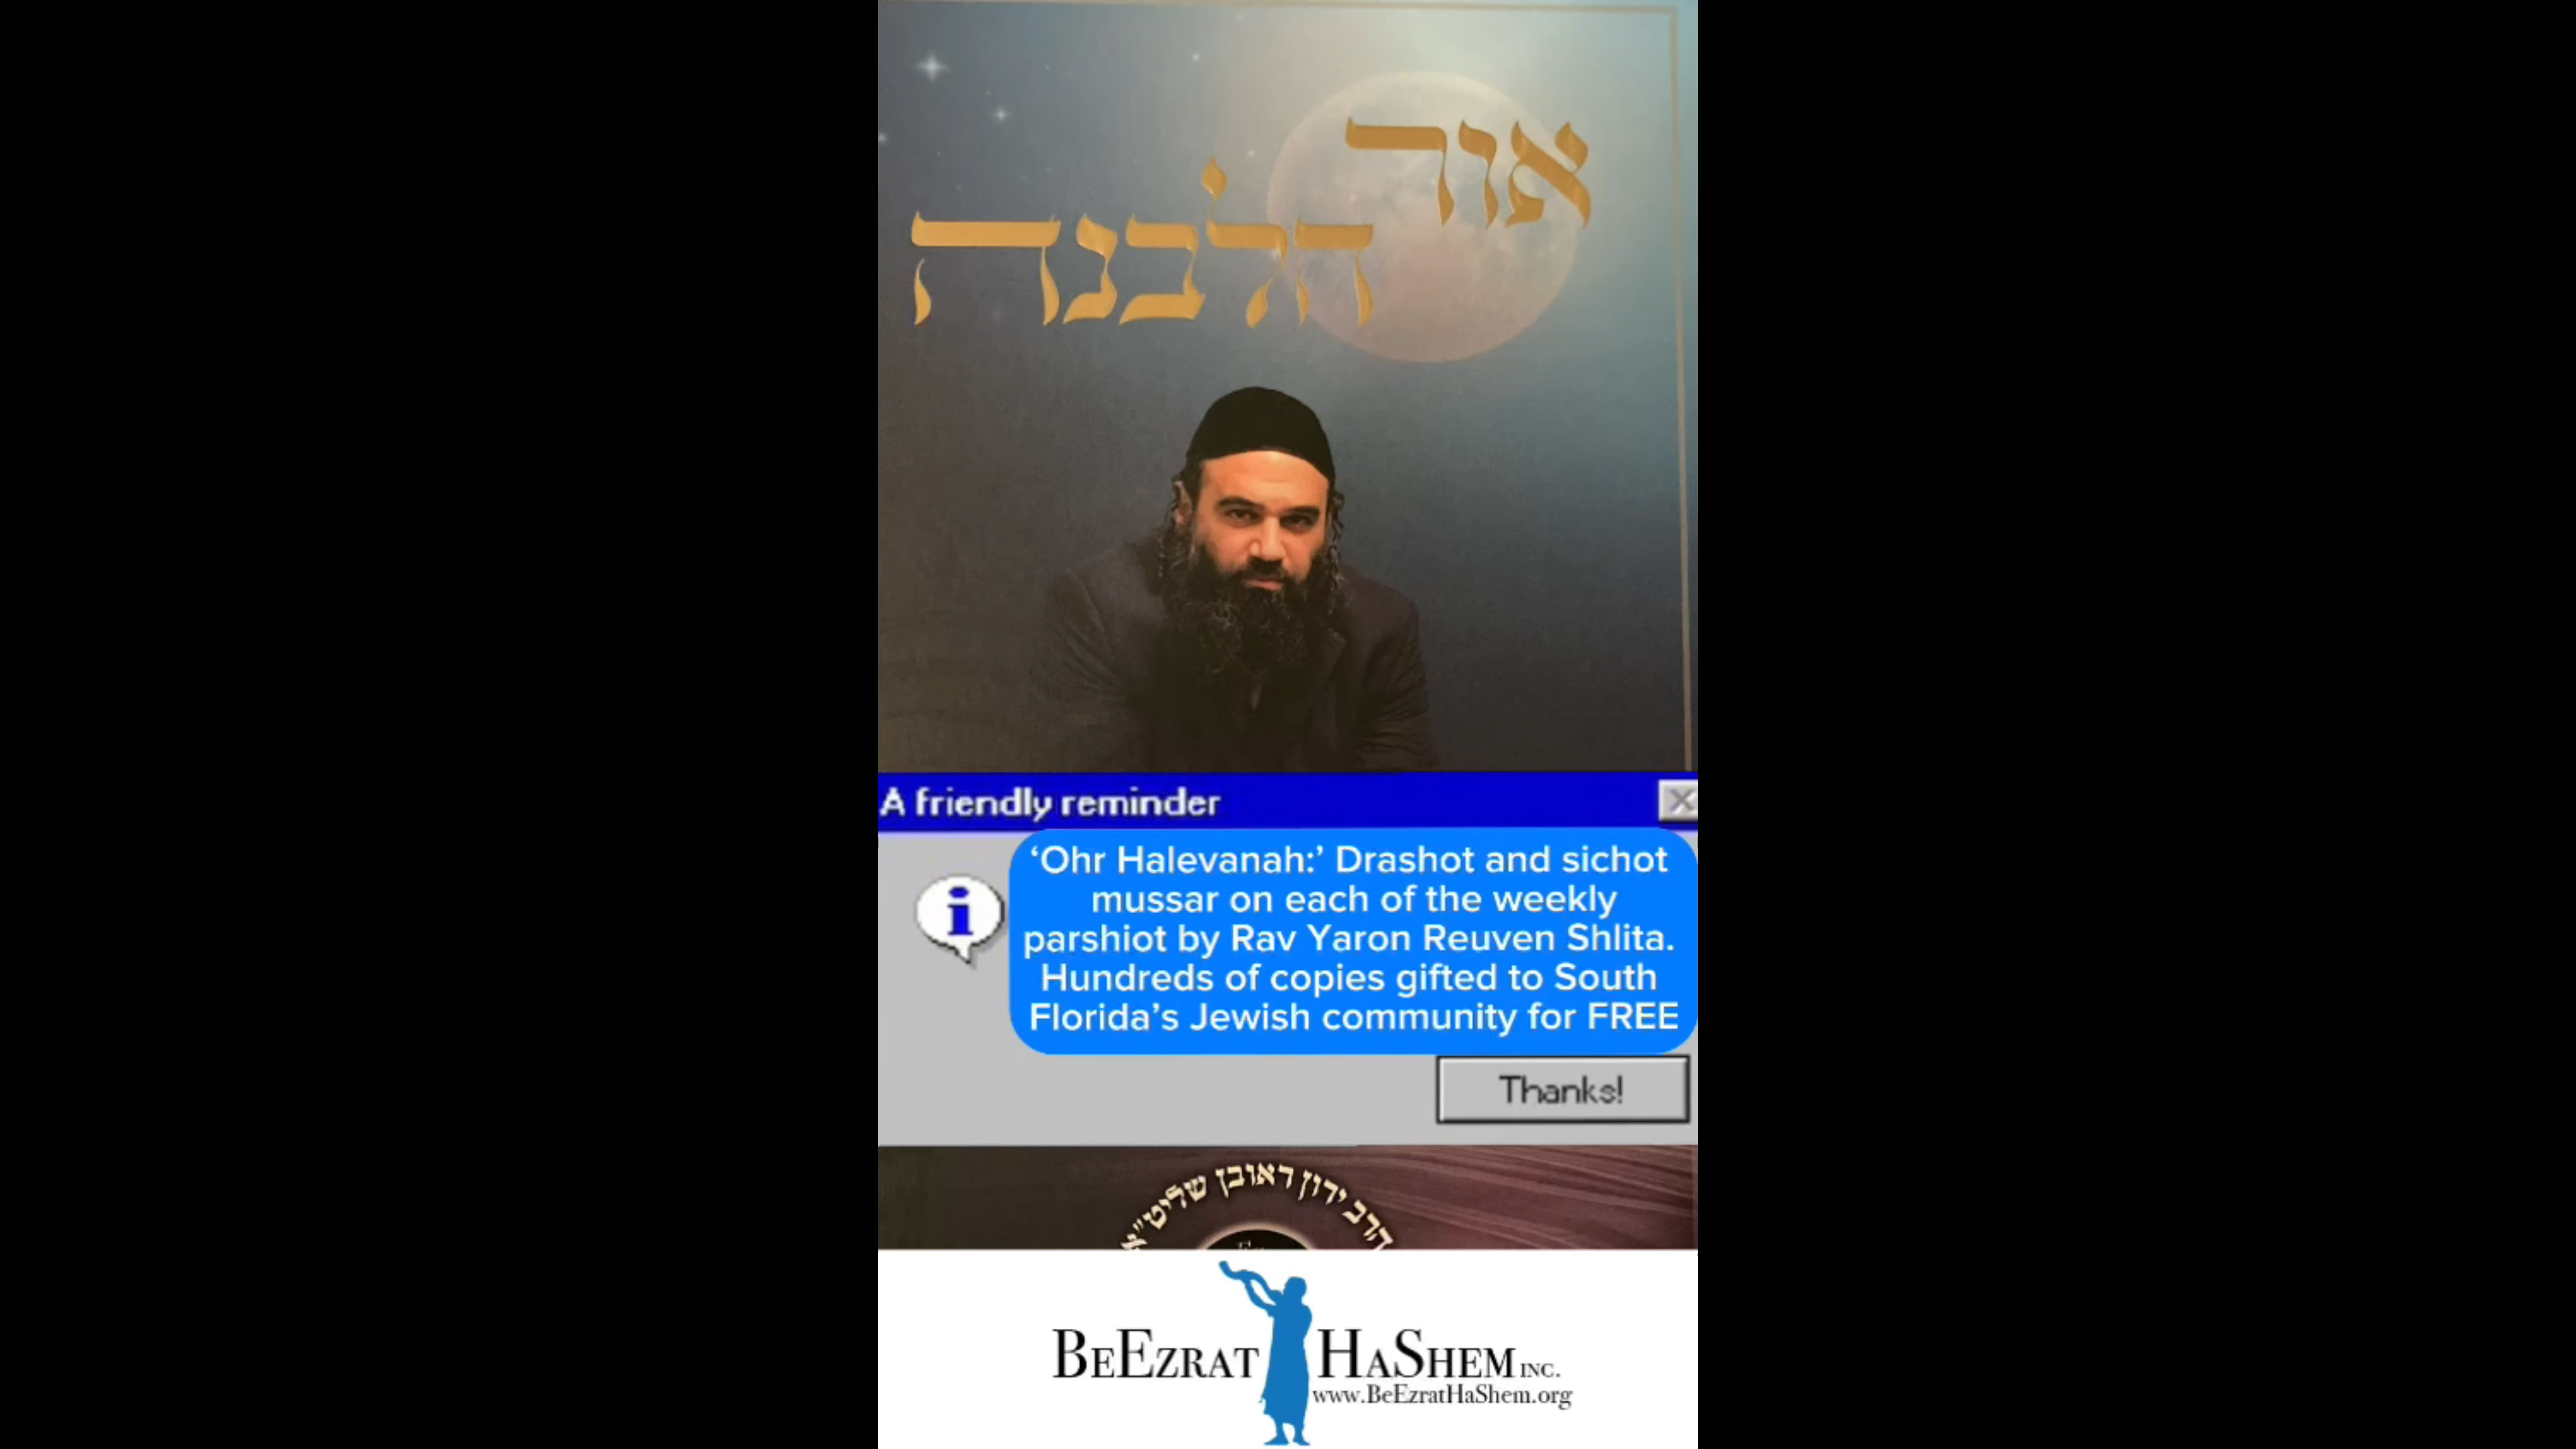 אור
הלבנה
A friendly reminder
‘Ohr Halevanah:’ Drashot and sichot
mussar on each of the weekly
parshiot by Rav Yaron Reuven Shlita.
Hundreds of copies gifted to South
Florida’s Jewish community for FREE
Thanks!
הרב ירון ראובן שליט"א
BEEZRAT HASHEM INC.
www.BeEzratHaShem.org